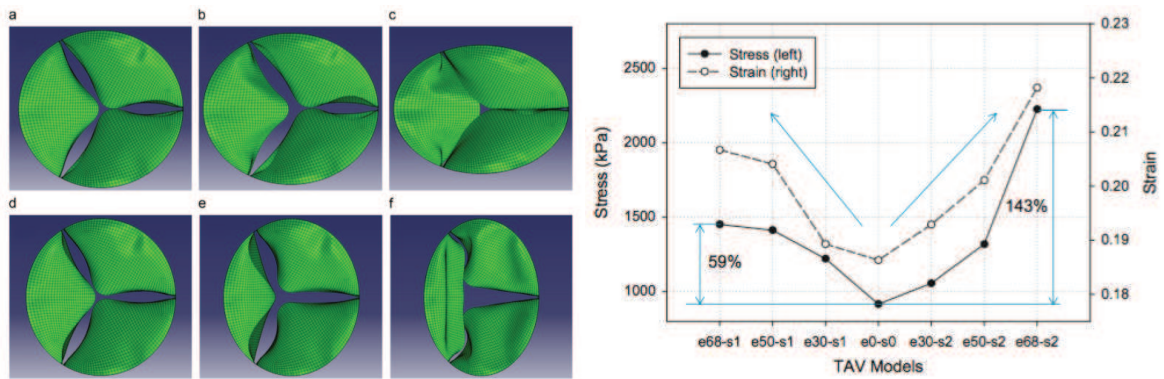 a
b
c
d
e
f
Stress (left)
Strain (right)
Stress (kPa)
2500
2000
1500
1000
59%
143%
0.23
0.22
0.21
0.20
0.19
0.18
Strain
e68-s1 e50-s1 e30-s1 e0-s0 e30-s2 e50-s2 e68-s2
TAV Models